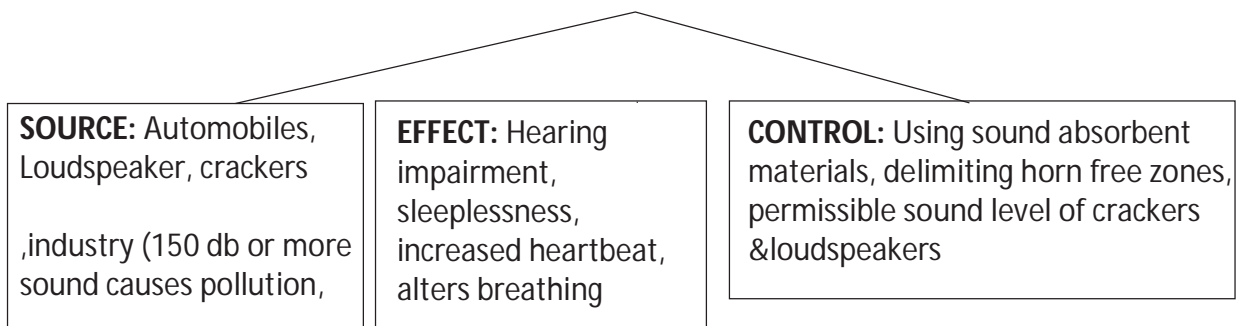 SOURCE: Automobiles,
Loudspeaker, crackers
,industry (150 db or more
sound causes pollution,
EFFECT: Hearing
impairment,
sleeplessness,
increased heartbeat,
alters breathing
CONTROL: Using sound absorbent
materials, delimiting horn free zones,
permissible sound level of crackers
&loudspeakers